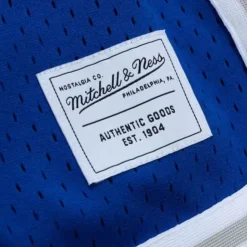 NOSTALGIA CO.
Mitchell & Ness
PHILADELPHIA, PA.
AUTHENTIC GOODS
EST. 1904